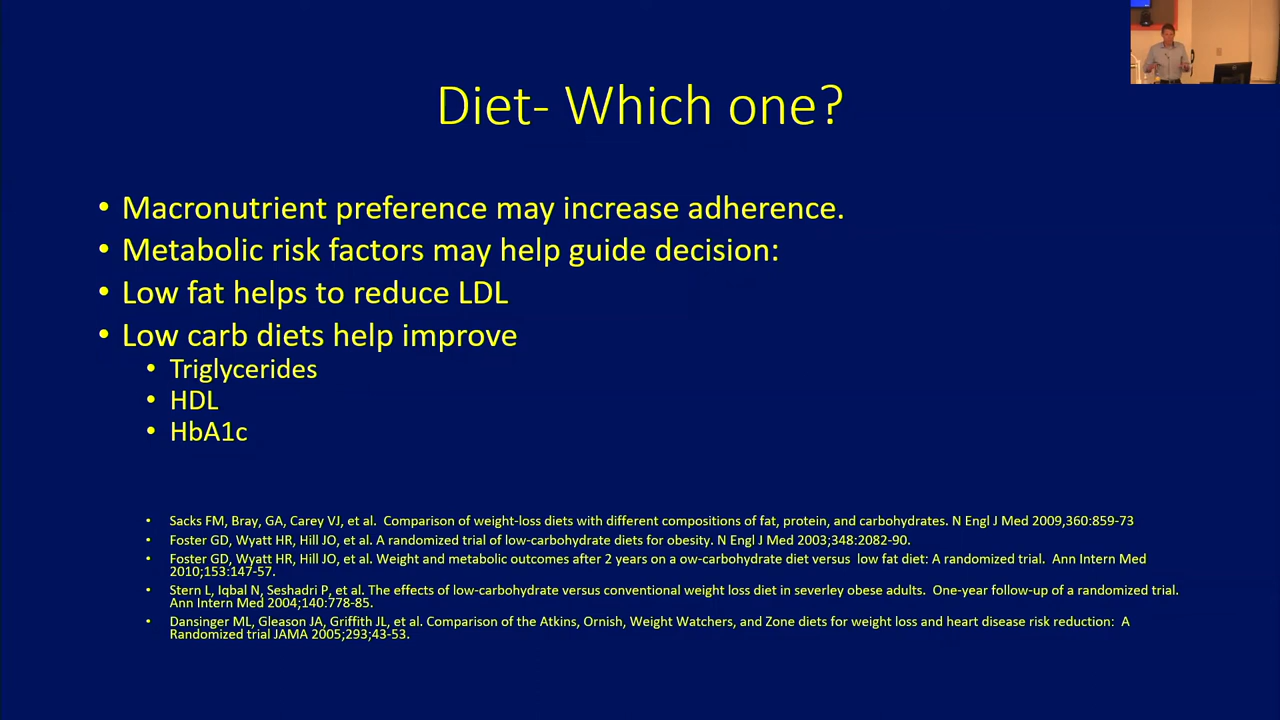 Diet- Which one?
• Macronutrient preference may increase adherence.
• Metabolic risk factors may help guide decision:
• Low fat helps to reduce LDL
• Low carb diets help improve
• Triglycerides
• HDL
• HbA1c
• Sacks FM, Bray, GA, Carey VJ, et al. Comparison of weight-loss diets with different compositions of fat, protein, and carbohydrates. N Engl J Med 2009,360:859-73
• Foster GD, Wyatt HR, Hill JO, et al. A randomized trial of low-carbohydrate diets for obesity. N Engl J Med 2003;348:2082-90.
• Foster GD, Wyatt HR, Hill JO, et al. Weight and metabolic outcomes after 2 years on a ow-carbohydrate diet versus low fat diet: A randomized trial. Ann Intern Med
2010;153:147-57.
• Stern L, Iqbal N, Seshadri P, et al. The effects of low-carbohydrate versus conventional weight loss diet in severley obese adults. One-year follow-up of a randomized trial.
Ann Intern Med 2004;140:778-85.
• Dansinger ML, Gleason JA, Griffith JL, et al. Comparison of the Atkins, Ornish, Weight Watchers, and Zone diets for weight loss and heart disease risk reduction: A
Randomized trial JAMA 2005;293;43-53.